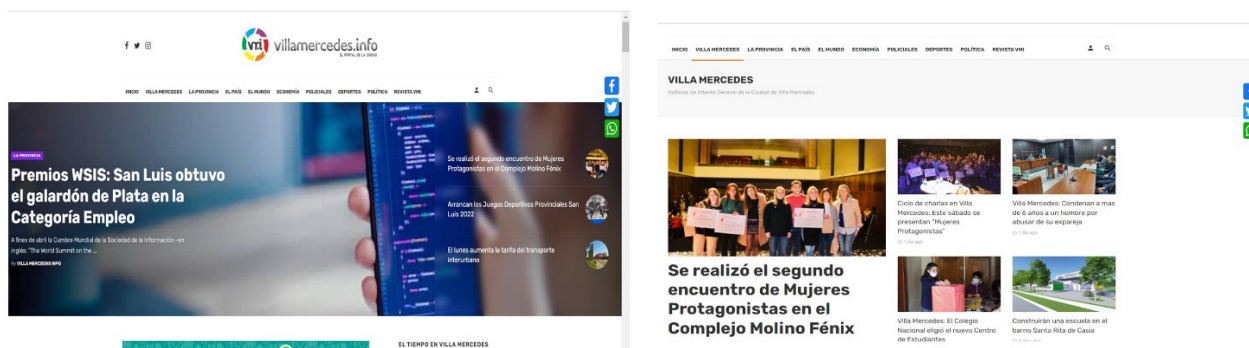 vmi villamercedes.info
EL PORTAL DE LA CIUDAD
INICIO VILLA MERCEDES LA PROVINCIA EL PAÍS EL MUNDO ECONOMÍA POLICIALES DEPORTES POLÍTICA REVISTA VMI
LA PROVINCIA
Premios WSIS: San Luis obtuvo
el galardón de Plata en la
Categoría Empleo
A fines de abril la Cumbre Mundial de la Sociedad de la Información –en
inglés: "The World Summit on the ...
by VILLA MERCEDES INFO
Se realizó el segundo encuentro de Mujeres
Protagonistas en el Complejo Molino Fénix
Arrancan los Juegos Deportivos Provinciales San
Luis 2022
El lunes aumenta la tarifa del transporte
interurbano
EL TIEMPO EN VILLA MERCEDES
INICIO VILLA MERCEDES LA PROVINCIA EL PAÍS EL MUNDO ECONOMÍA POLICIALES DEPORTES POLÍTICA REVISTA VMI
VILLA MERCEDES
Noticias de Interés General de la Ciudad de Villa Mercedes
Se realizó el segundo
encuentro de Mujeres
Protagonistas en el
Complejo Molino Fénix
Ciclo de charlas en Villa
Mercedes: Este sábado se
presentan "Mujeres
Protagonistas"
1 día ago
Villa Mercedes: Condenan a mas
de 6 años a un hombre por
abusar de su expareja
Villa Mercedes: El Colegio
Nacional eligió el nuevo Centro
de Estudiantes
Construirán una escuela en el
barrio Santa Rita de Casia